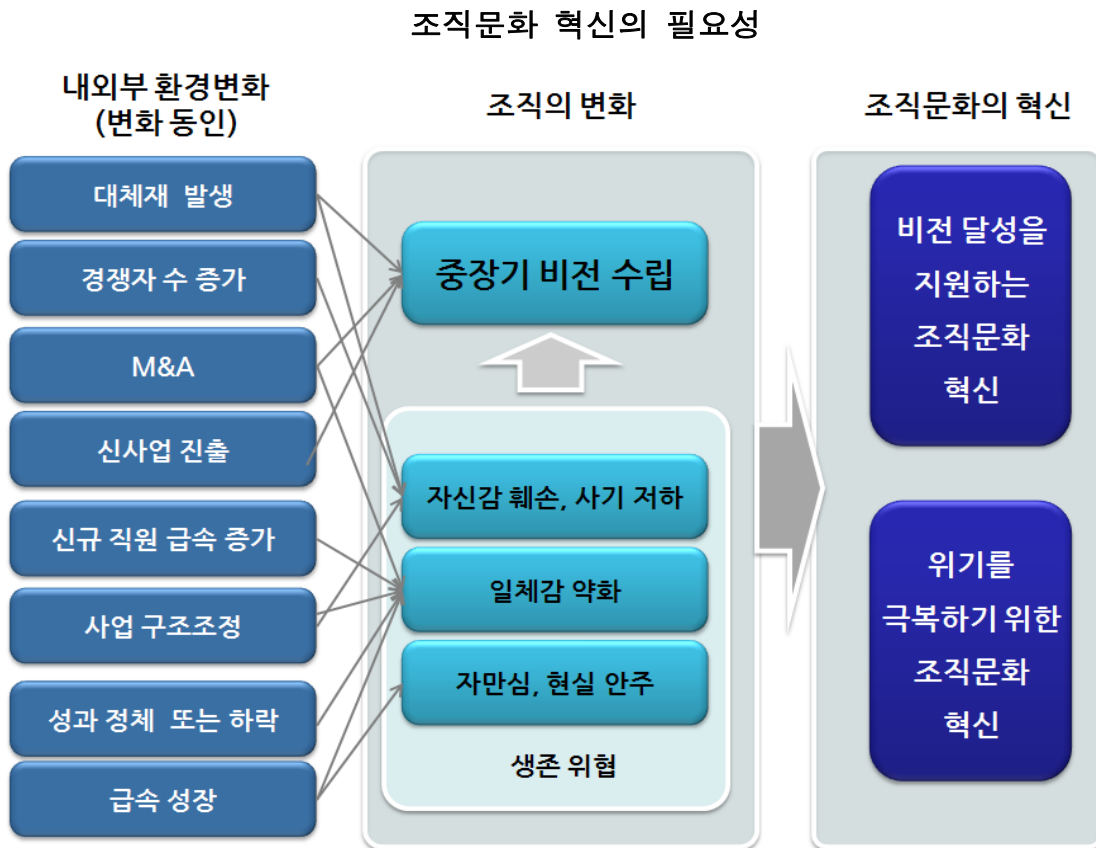 조직문화 혁신의 필요성
내외부 환경변화
(변화 동인)
대체재 발생
경쟁자 수 증가
M&A
신사업 진출
신규 직원 급속 증가
사업 구조조정
성과 정체 또는 하락
급속 성장
조직의 변화
중장기 비전 수립
자신감 훼손, 사기 저하
일체감 약화
자만심, 현실 안주
생존 위협
조직문화의 혁신
비전 달성을
지원하는
조직문화
혁신
위기를
극복하기 위한
조직문화
혁신